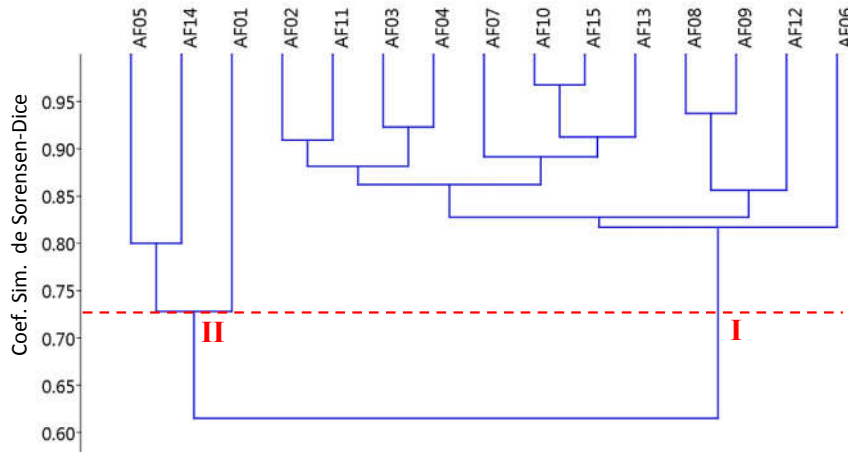 AF05 AF14 AF01 AF02 AF11 AF03 AF04 AF07 AF10 AF15 AF13 AF08 AF09 AF12 AF06
Coef. Sim. de Sorensen-Dice
0.95
0.90
0.85
0.80
0.75
0.70
0.65
0.60
II
I